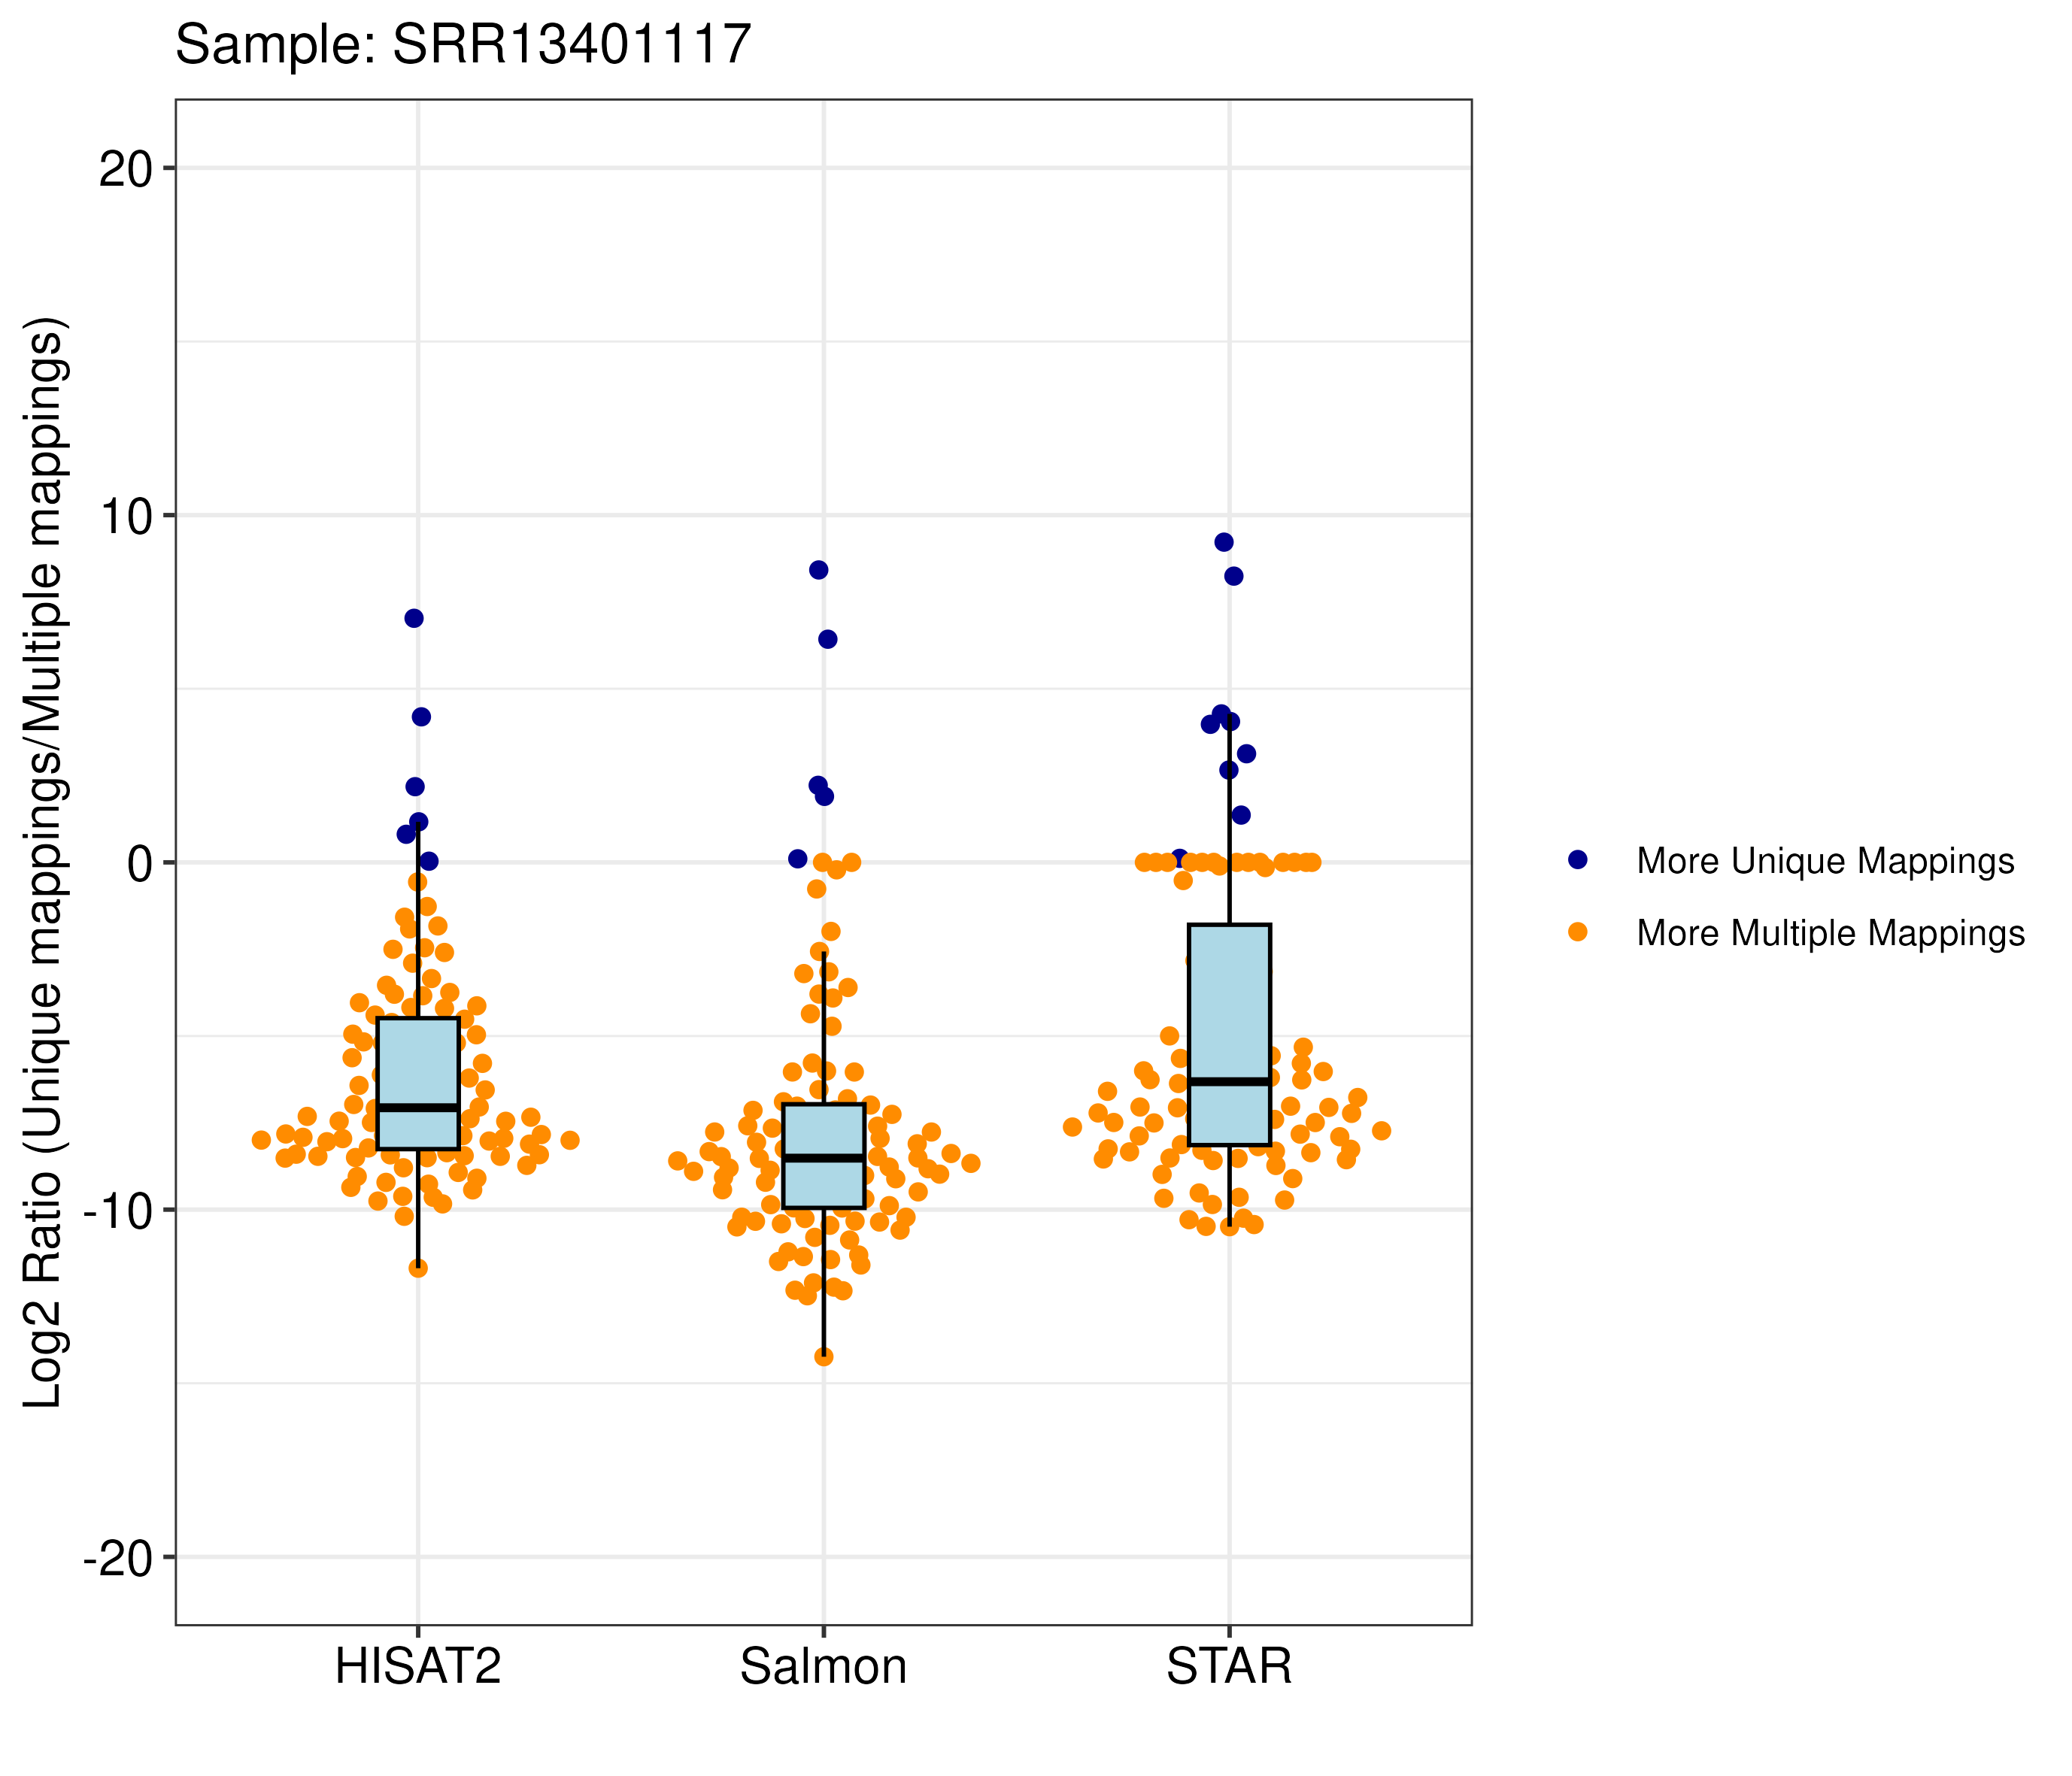 Sample: SRR13401117
Log2 Ratio (Unique mappings/Multiple mappings)
20
10
0
-10
-20
HISAT2
Salmon
STAR
More Unique Mappings
More Multiple Mappings